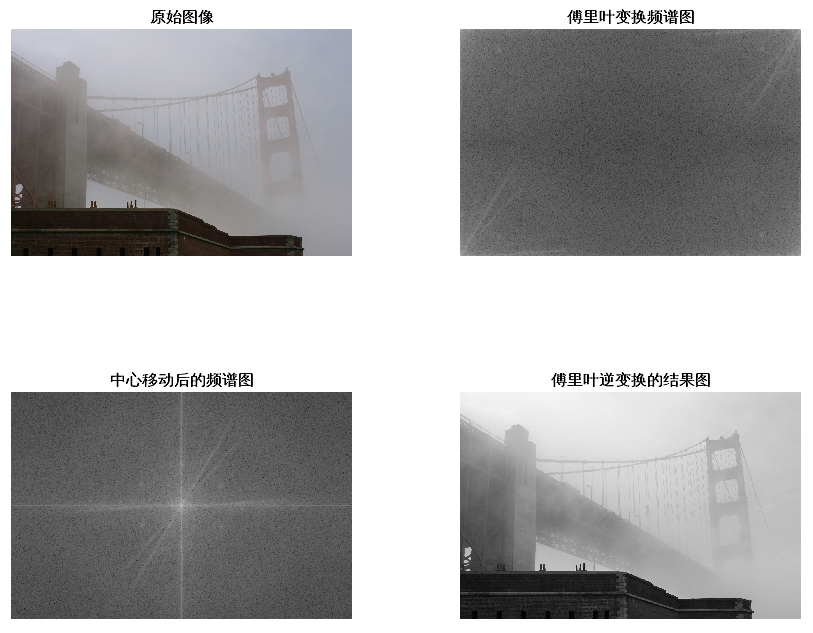 原始图像
傅里叶变换频谱图
中心移动后的频谱图
傅里叶逆变换的结果图